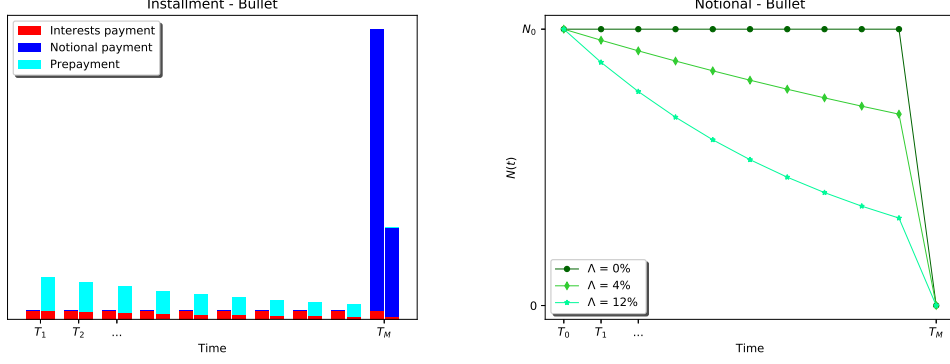 Installment - Bullet
Interests payment
Notional payment
Prepayment
T1 T2 ... TM
Time
Notional - Bullet
N0
N(t)
0
Λ = 0%
Λ = 4%
Λ = 12%
T0 T1 ... TM
Time